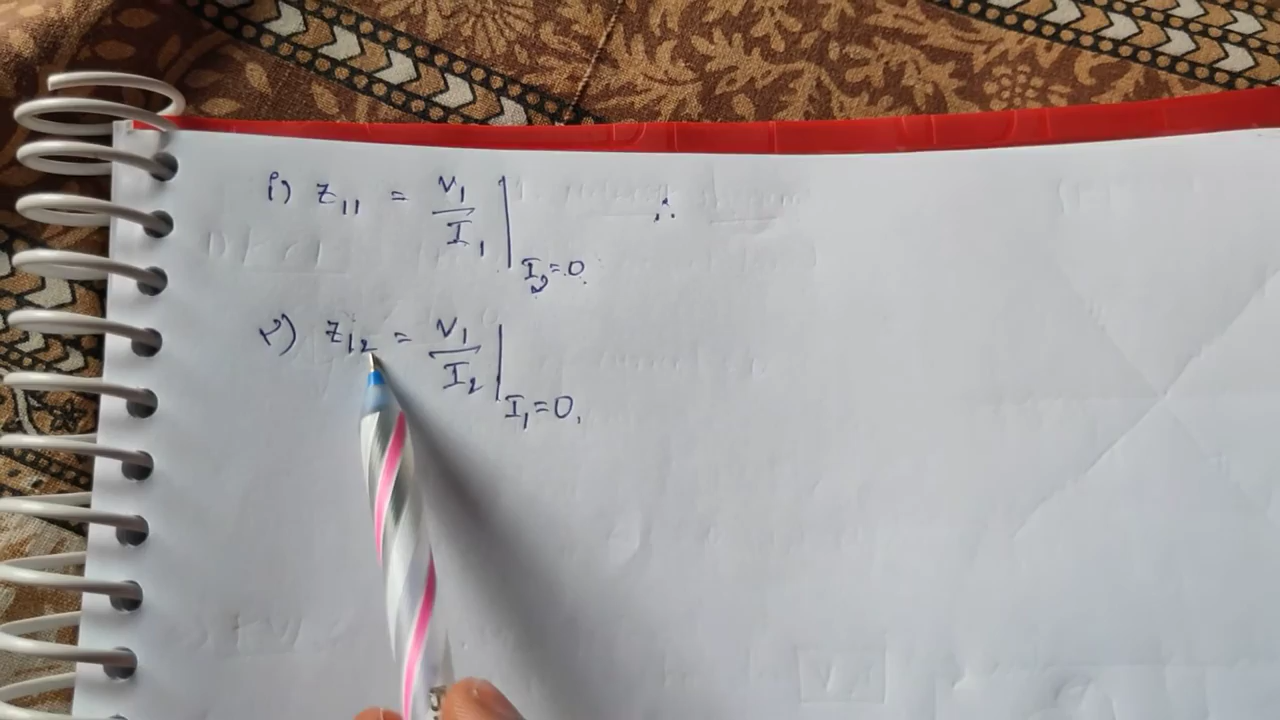 i) Z11 = V1/I1 | I2=0. ∴
2) Z12 = V1/I2 | I1=0.